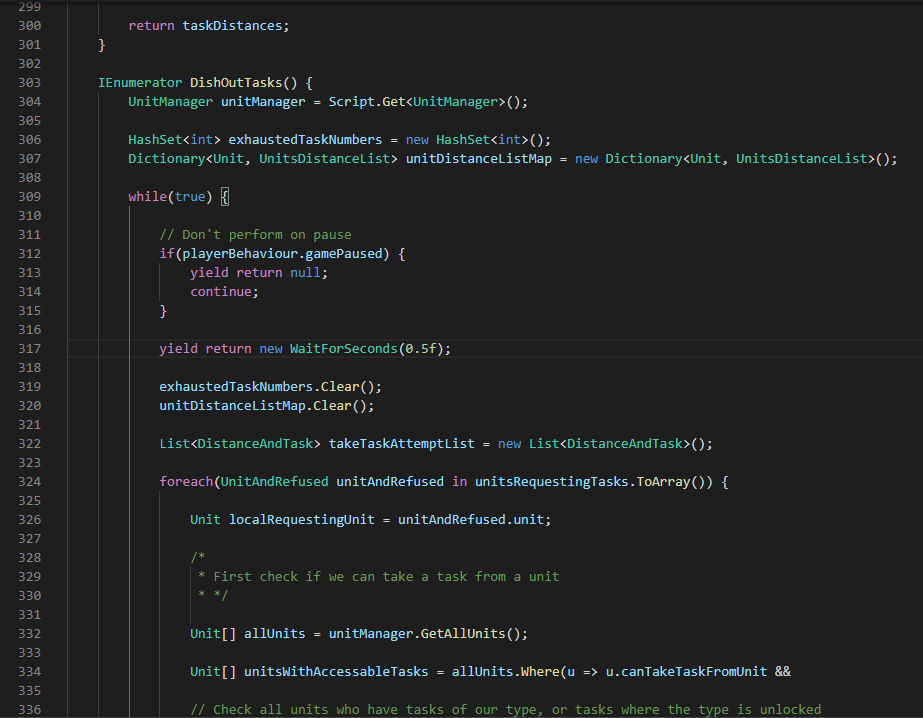 299
300 return taskDistances;
301 }
302
303 IEnumerator DishOutTasks() {
304 UnitManager unitManager = Script.Get<UnitManager>();
305
306 HashSet<int> exhaustedTaskNumbers = new HashSet<int>();
307 Dictionary<Unit, UnitsDistanceList> unitDistanceListMap = new Dictionary<Unit, UnitsDistanceList>();
308
309 while(true) {
310
311 // Don't perform on pause
312 if(playerBehaviour.gamePaused) {
313 yield return null;
314 continue;
315 }
316
317 yield return new WaitForSeconds(0.5f);
318
319 exhaustedTaskNumbers.Clear();
320 unitDistanceListMap.Clear();
321
322 List<DistanceAndTask> takeTaskAttemptList = new List<DistanceAndTask>();
323
324 foreach(UnitAndRefused unitAndRefused in unitsRequestingTasks.ToArray()) {
325
326 Unit localRequestingUnit = unitAndRefused.unit;
327
328 /*
329 * First check if we can take a task from a unit
330 * */
331
332 Unit[] allUnits = unitManager.GetAllUnits();
333
334 Unit[] unitsWithAccessableTasks = allUnits.Where(u => u.canTakeTaskFromUnit &&
335
336 // Check all units who have tasks of our type, or tasks where the type is unlocked